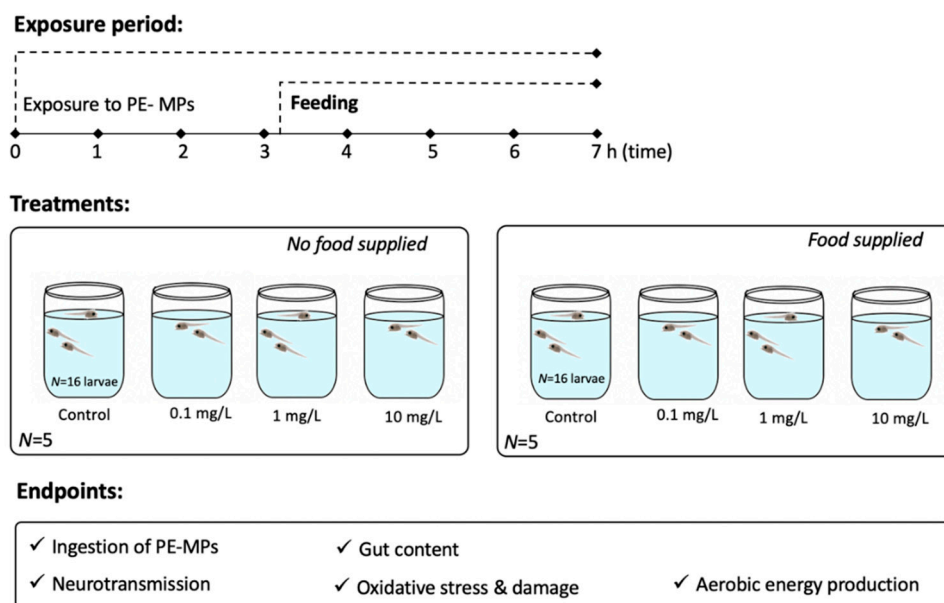 Exposure period:
Exposure to PE- MPs
Feeding
0 1 2 3 4 5 6 7 h (time)
Treatments:
No food supplied
N=16 larvae
Control 0.1 mg/L 1 mg/L 10 mg/L
N=5
Food supplied
N=16 larvae
Control 0.1 mg/L 1 mg/L 10 mg/L
N=5
Endpoints:
✓ Ingestion of PE-MPs ✓ Gut content
✓ Neurotransmission ✓ Oxidative stress & damage ✓ Aerobic energy production